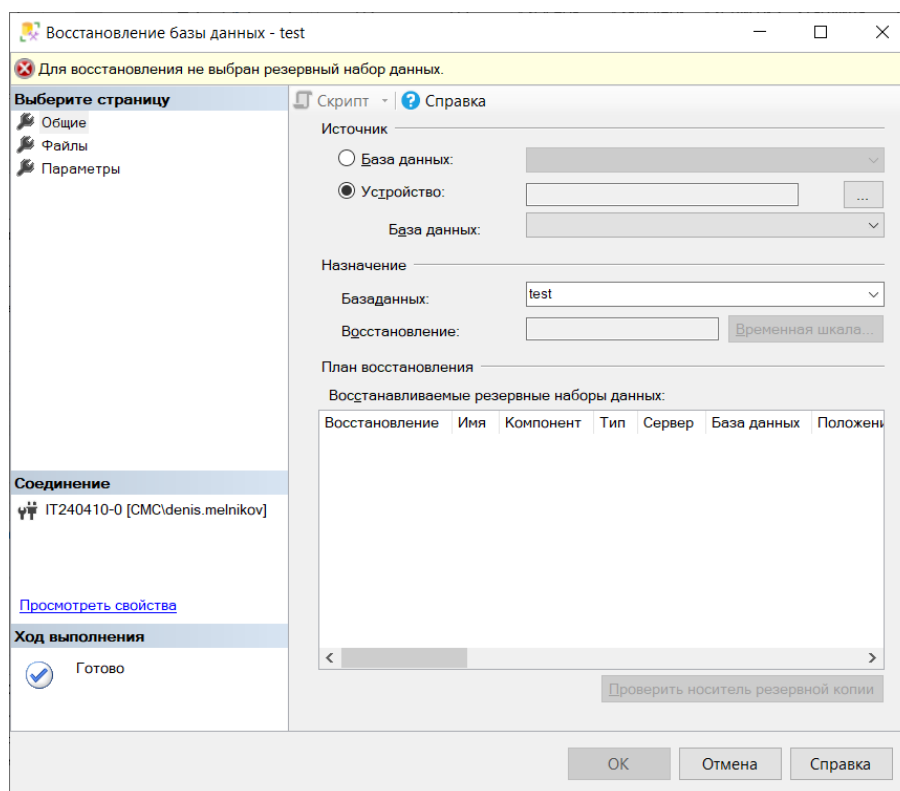 Восстановление базы данных - test
Для восстановления не выбран резервный набор данных.
Выберите страницу
Общие
Файлы
Параметры
Соединение
IT240410-0 [CMC\denis.melnikov]
Просмотреть свойства
Ход выполнения
Готово
Скрипт
Справка
Источник
База данных:
Устройство:
...
База данных:
Назначение
Базаданных:
test
Восстановление:
Временная шкала...
План восстановления
Восстанавливаемые резервные наборы данных:
Восстановление Имя Компонент Тип Сервер База данных Положени
Проверить носитель резервной копии
OK Отмена Справка